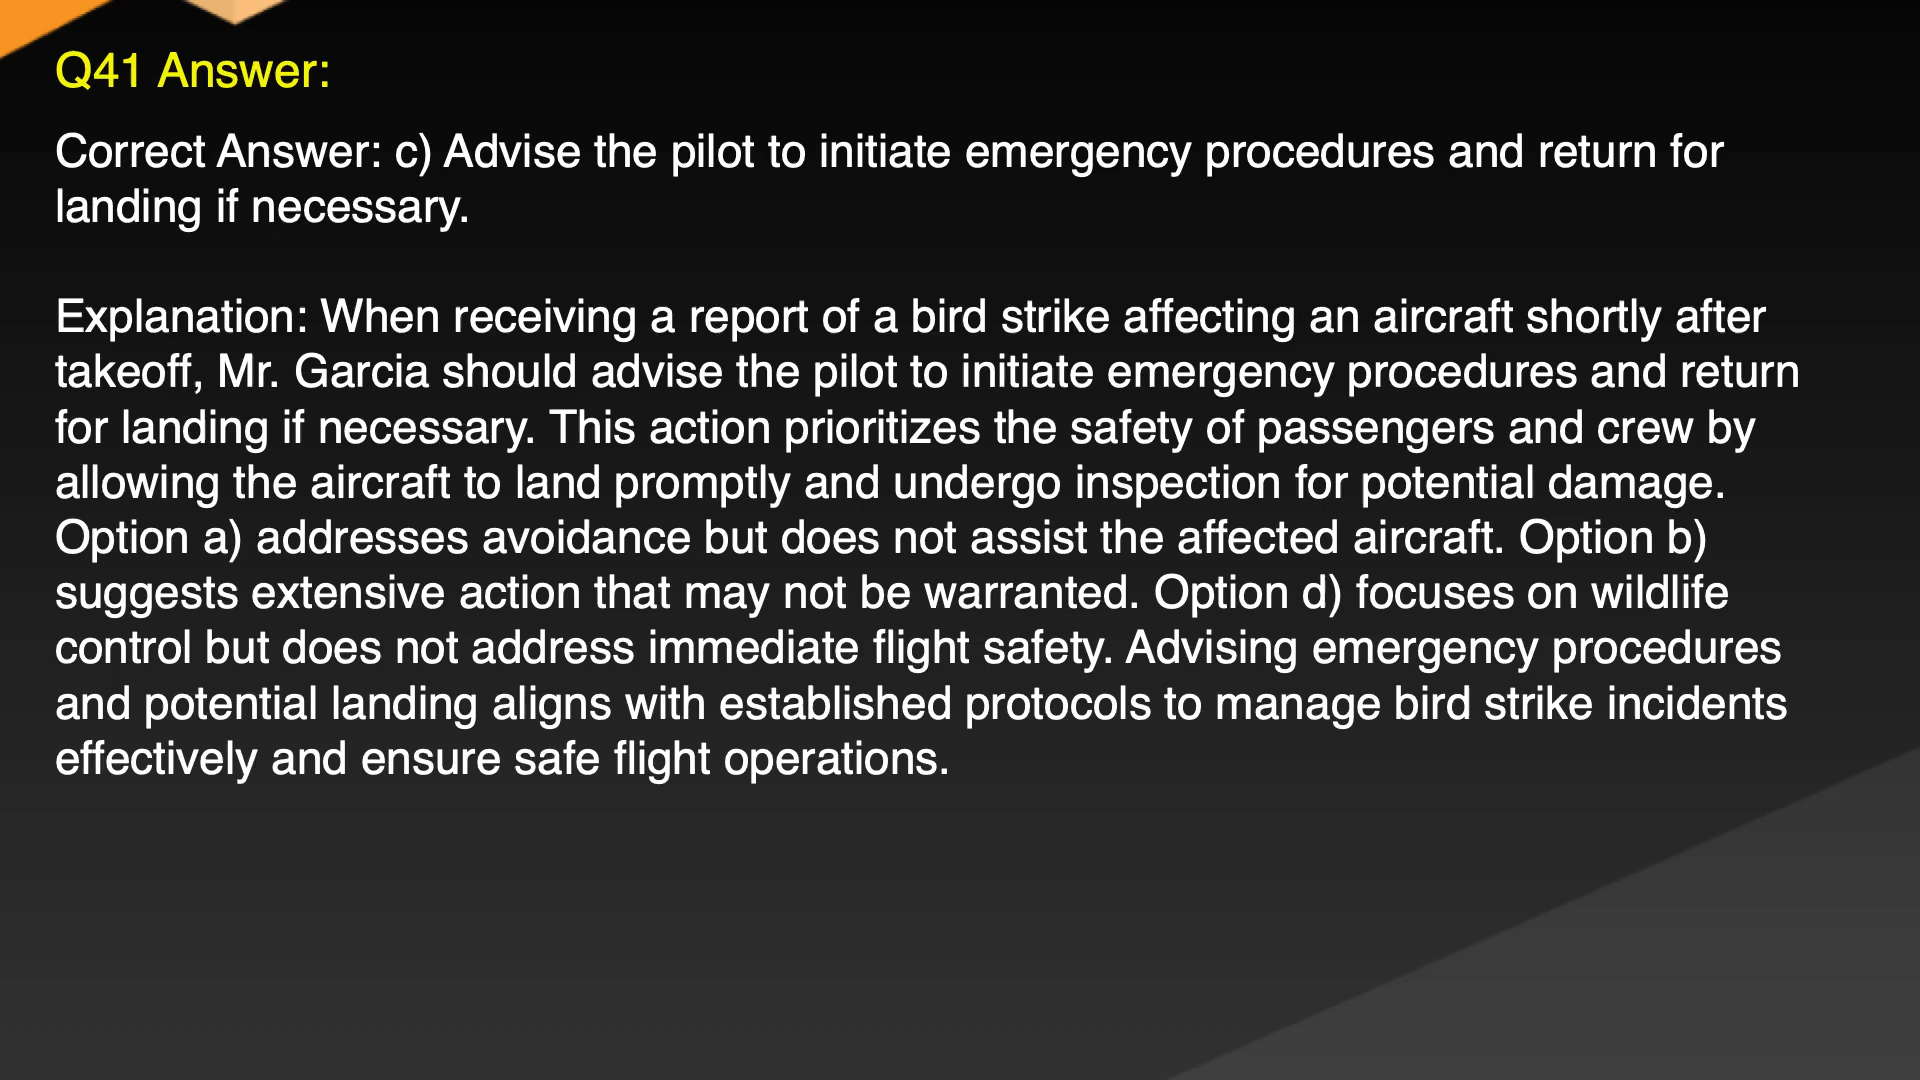 Q41 Answer:
Correct Answer: c) Advise the pilot to initiate emergency procedures and return for
landing if necessary.
Explanation: When receiving a report of a bird strike affecting an aircraft shortly after
takeoff, Mr. Garcia should advise the pilot to initiate emergency procedures and return
for landing if necessary. This action prioritizes the safety of passengers and crew by
allowing the aircraft to land promptly and undergo inspection for potential damage.
Option a) addresses avoidance but does not assist the affected aircraft. Option b)
suggests extensive action that may not be warranted. Option d) focuses on wildlife
control but does not address immediate flight safety. Advising emergency procedures
and potential landing aligns with established protocols to manage bird strike incidents
effectively and ensure safe flight operations.